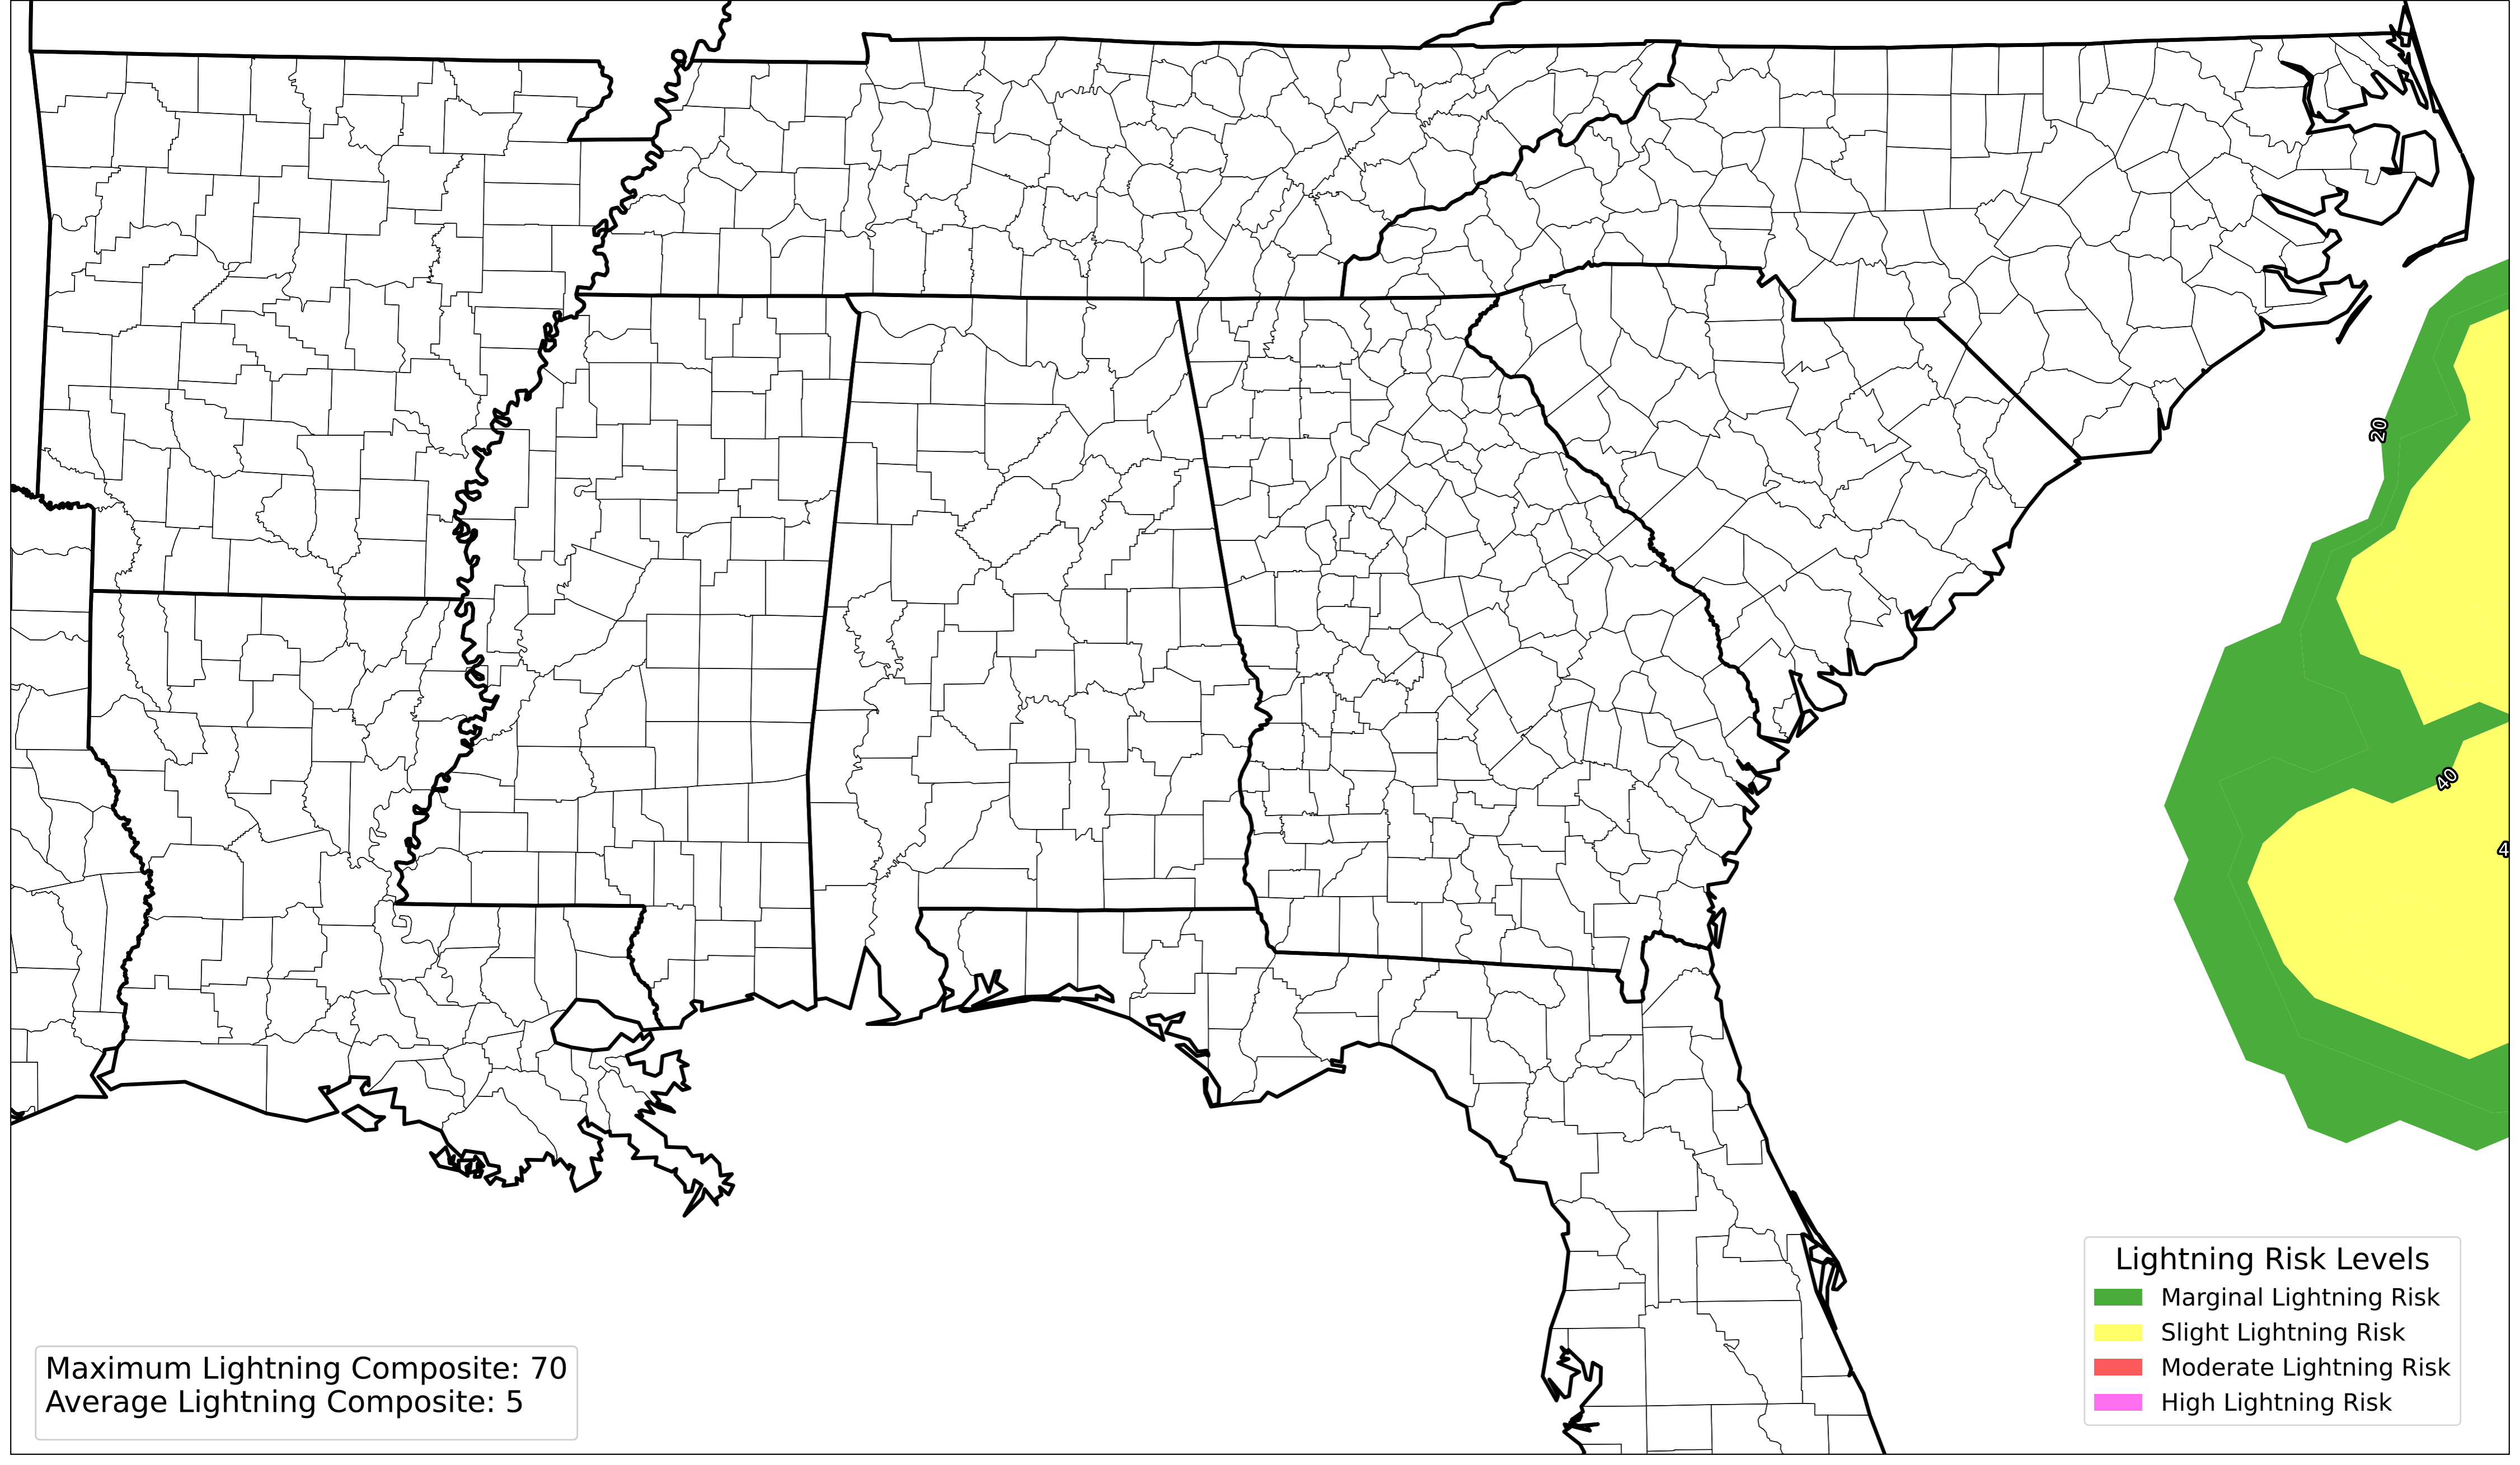 20
40
4
Lightning Risk Levels
Marginal Lightning Risk
Slight Lightning Risk
Moderate Lightning Risk
High Lightning Risk
Maximum Lightning Composite: 70
Average Lightning Composite: 5